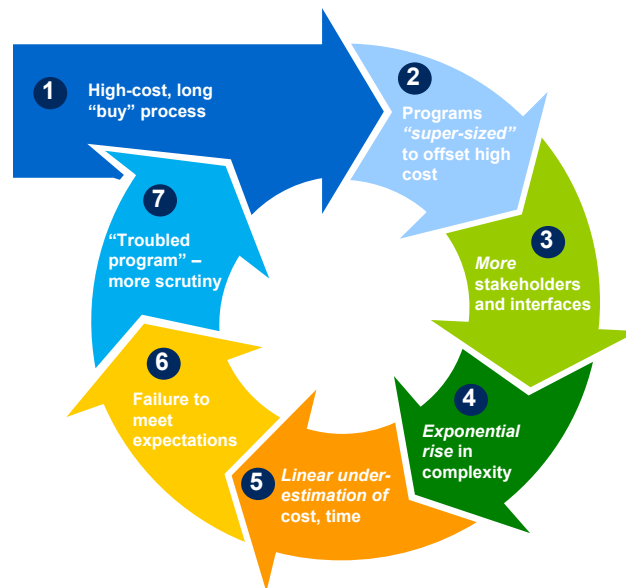 1
High-cost, long
“buy” process
2
Programs
“super-sized”
to offset high
cost
3
More
stakeholders
and interfaces
4
Exponential
rise in
complexity
5
Linear under-
estimation of
cost, time
6
Failure to
meet
expectations
7
“Troubled
program” –
more scrutiny